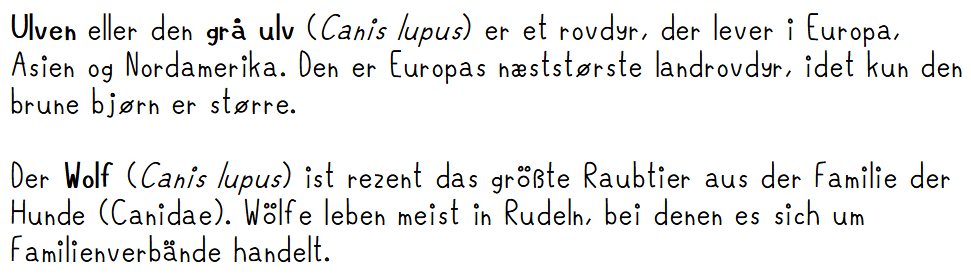 Ulven eller den grå ulv (Canis lupus) er et rovdyr, der lever i Europa,
Asien og Nordamerika. Den er Europas næststørste landrovdyr, idet kun den
brune bjørn er større.
Der Wolf (Canis lupus) ist rezent das größte Raubtier aus der Familie der
Hunde (Canidae). Wölfe leben meist in Rudeln, bei denen es sich um
Familienverbände handelt.